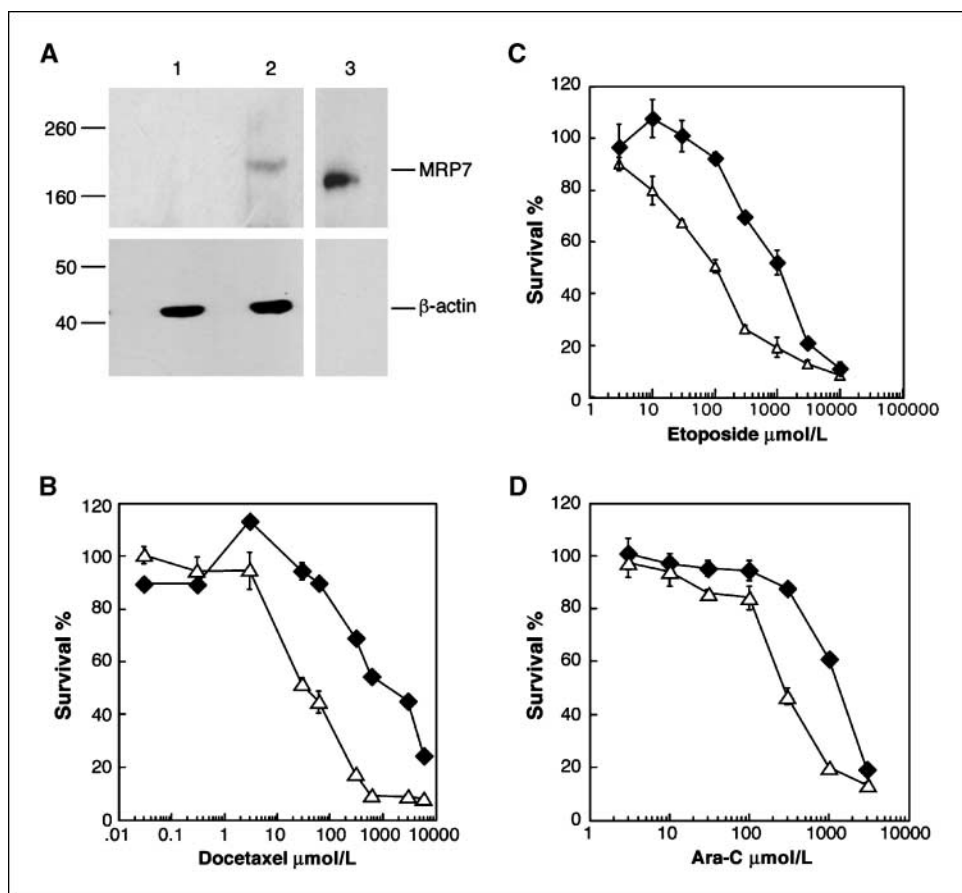 A
1 2 3
260
160
MRP7
50
40
β-actin
B
120
100
80
60
40
20
0
Survival %
.01 0.1 1 10 100 1000 10000
Docetaxel μmol/L
C
120
100
80
60
40
20
0
Survival %
1 10 100 1000 10000 100000
Etoposide μmol/L
D
120
100
80
60
40
20
0
Survival %
1 10 100 1000 10000
Ara-C μmol/L